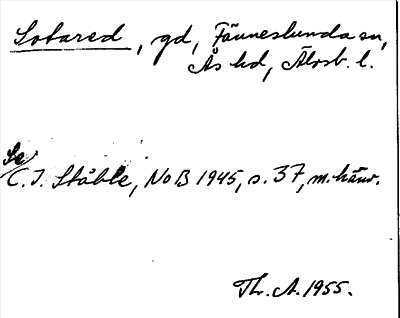 Sotared, gd, Fänneslunda sn,
Ås hd, Älvsb. l.
Se
C. I. Ståhle, NoB 1945, s. 37, m. hänv.
Th. A. 1955.